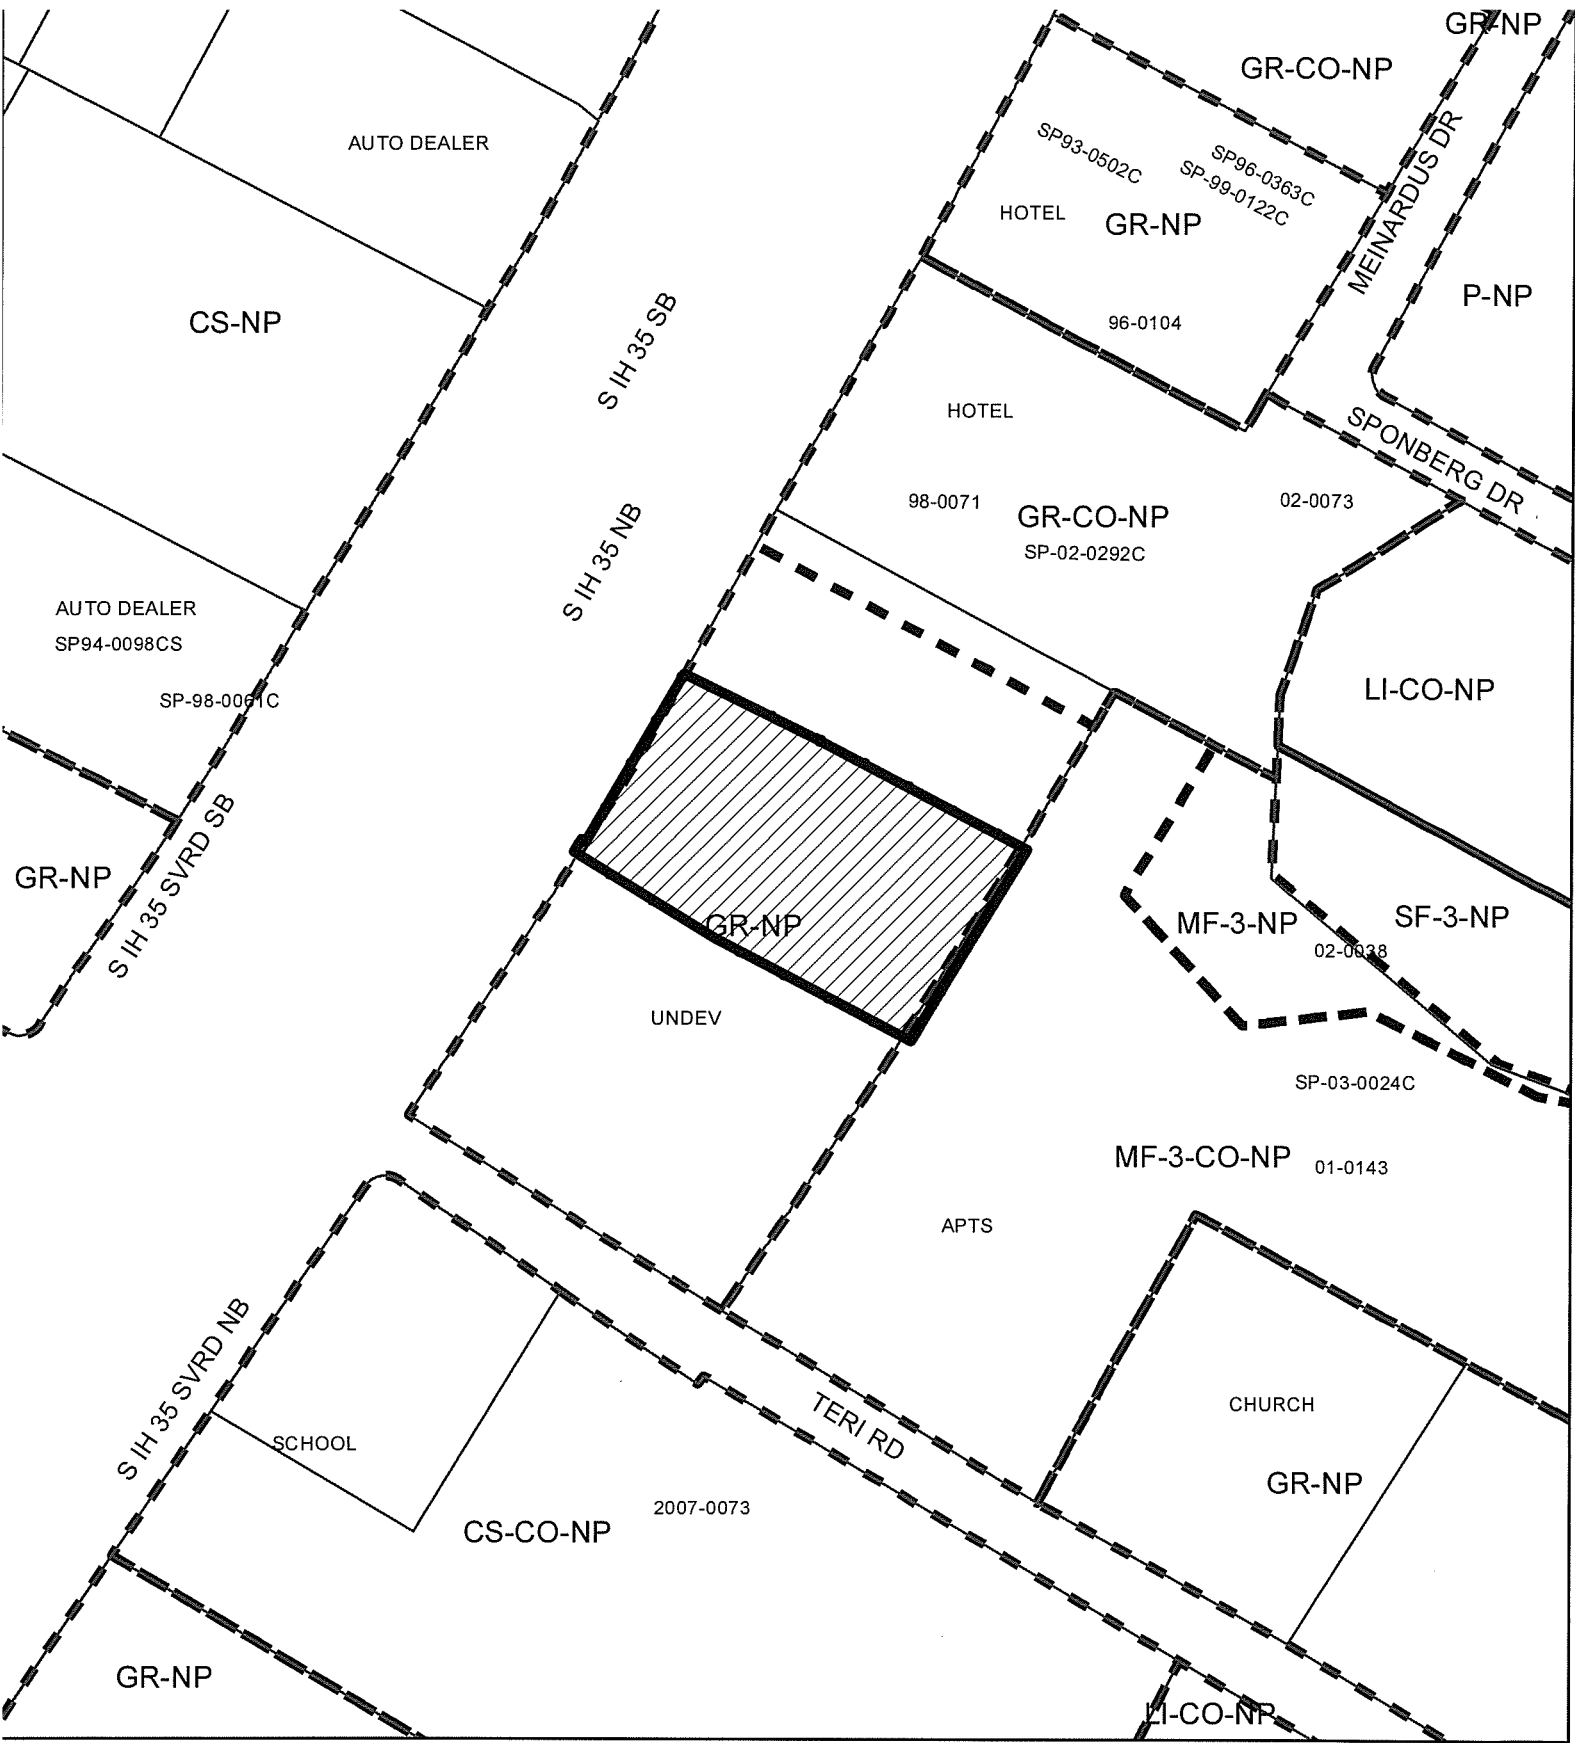 GR-NP
GR-CO-NP
MEINARDUS DR
AUTO DEALER
SP93-0502C
SP96-0363C
SP-99-0122C
HOTEL
GR-NP
P-NP
CS-NP
96-0104
S IH 35 SB
HOTEL
SPONBERG DR
98-0071
GR-CO-NP
02-0073
SP-02-0292C
S IH 35 NB
AUTO DEALER
SP94-0098CS
SP-98-0061C
LI-CO-NP
GR-NP
S IH 35 SVRD SB
GR-NP
MF-3-NP
SF-3-NP
02-0038
UNDEV
SP-03-0024C
MF-3-CO-NP
01-0143
APTS
S IH 35 SVRD NB
TERI RD
CHURCH
SCHOOL
GR-NP
2007-0073
CS-CO-NP
GR-NP
LI-CO-NP